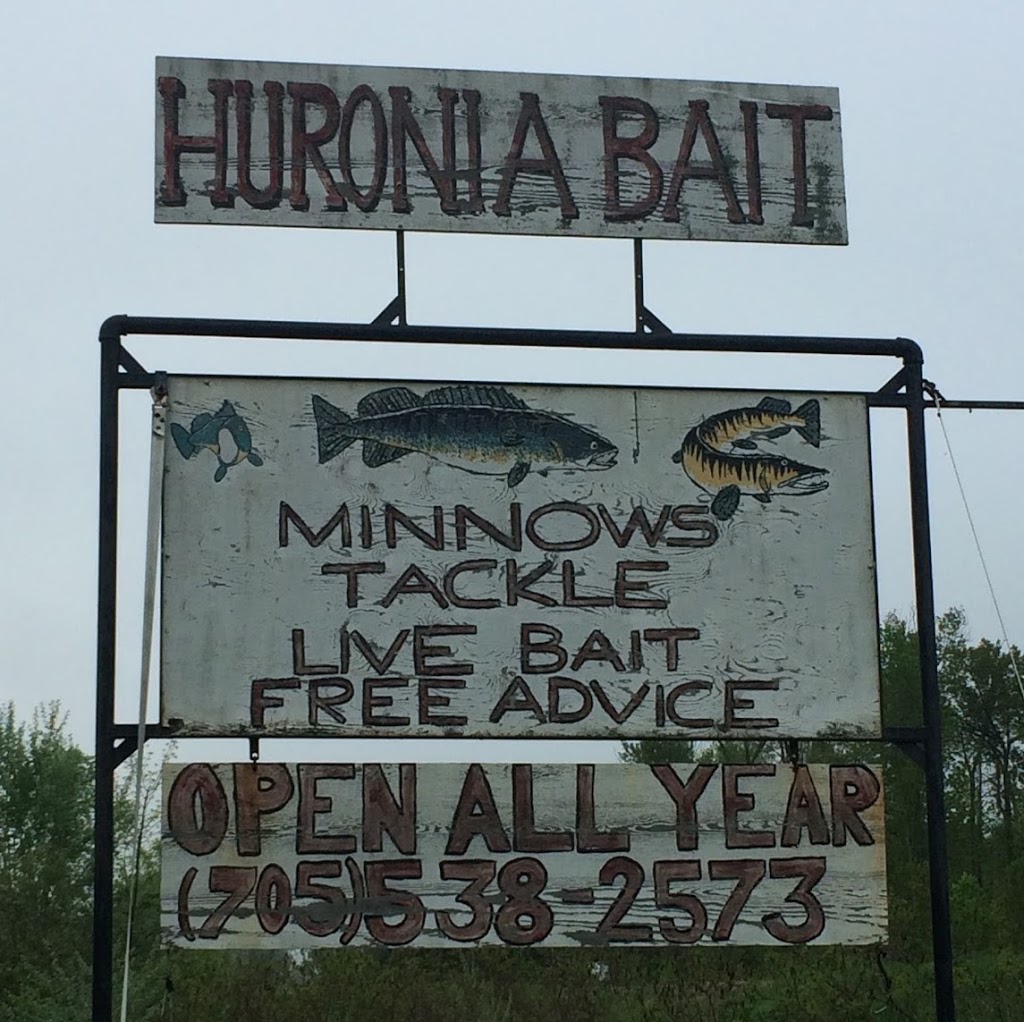 HURONIA BAIT
MINNOWS
TACKLE
LIVE BAIT
FREE ADVICE
OPEN ALL YEAR
(705)538-2573